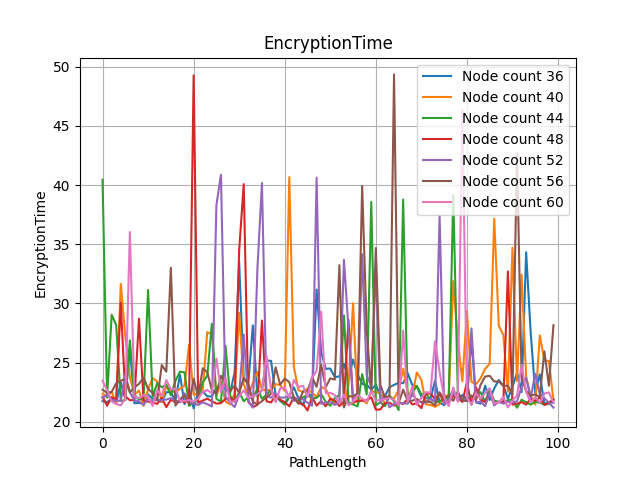 EncryptionTime
50
45
40
35
30
25
20
EncryptionTime
0
20
40
60
80
100
PathLength
Node count 36
Node count 40
Node count 44
Node count 48
Node count 52
Node count 56
Node count 60